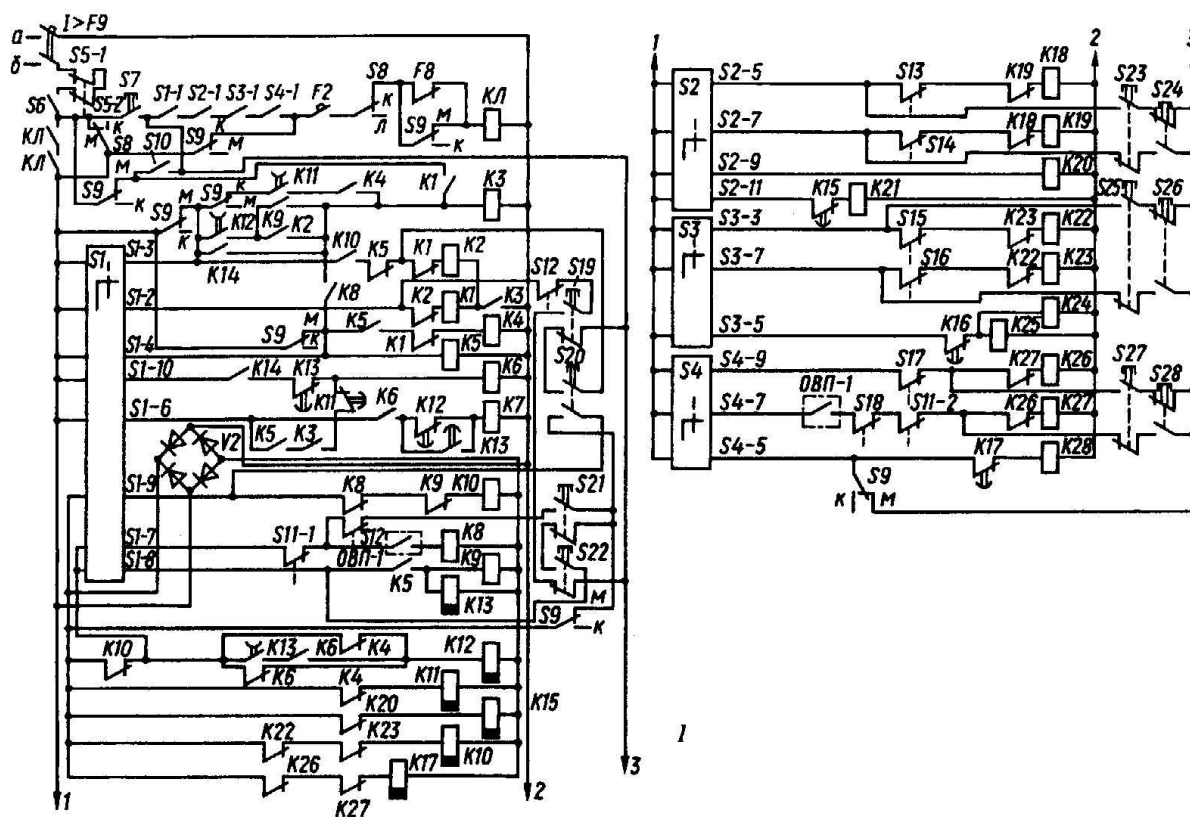 I>F9
а
б
S5-1
S7
S6
S5-2
S1-1
S2-1
S3-1
S4-1
F2
S8
F8
КЛ
к
л
S9
м
к
КЛ
КЛ
к
м
S8
S10
м
S9
к
м
S9
к
м
S9
к
S9
к
м
K11
K4
K1
K3
м
S9
к
K12
K9
K2
K14
S1
S1-3
K10
K5
K1
K2
S12
S19
S1-2
K8
K2
K1
K3
S9
м
к
K5
K1
K4
S1-4
K5
S20
S1-10
K14
K13
K11
K6
S1-6
K6
K12
K7
K5
K3
K13
V2
S1-9
K8
K9
K10
S21
S1-7
S11-1
S12
K8
S22
S1-8
ОВП-1
K5
K9
K13
S9
м
к
K10
K13
K6
K4
K12
K6
K4
K11
K20
K15
K22
K23
K10
K26
K27
K17
1
2
3
1
2
S2
S2-5
S13
K19
K18
S23
S24
S2-7
S14
K18
K19
S2-9
K20
S2-11
K15
K21
S25
S26
S3
S3-3
S15
K23
K22
S3-7
S16
K22
K23
K24
S3-5
K16
K25
S4
S4-9
S17
K27
K26
S27
S28
S4-7
ОВП-1
S18
S11-2
K26
K27
S4-5
K17
K28
S9
к
м
I